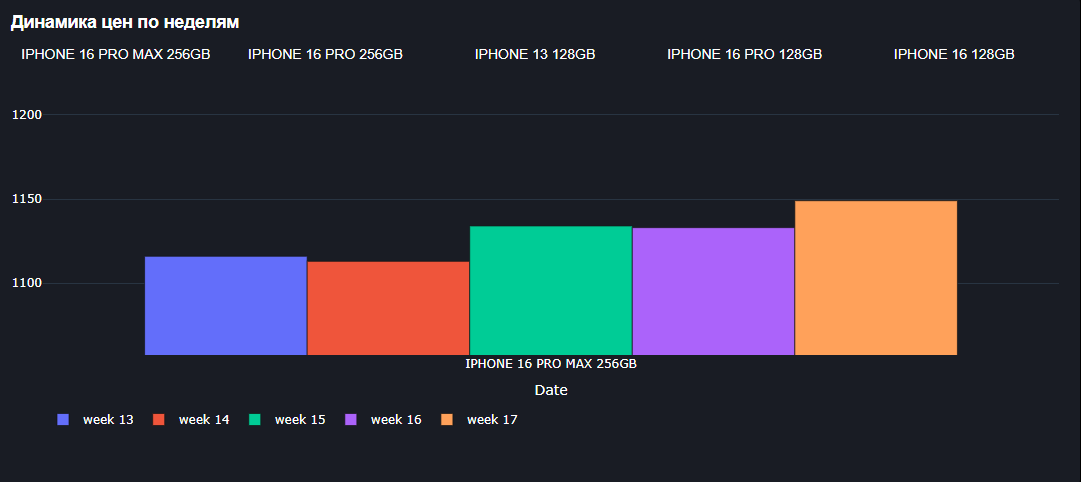 Динамика цен по неделям
IPHONE 16 PRO MAX 256GB IPHONE 16 PRO 256GB IPHONE 13 128GB IPHONE 16 PRO 128GB IPHONE 16 128GB
1200
1150
1100
IPHONE 16 PRO MAX 256GB
Date
week 13 week 14 week 15 week 16 week 17